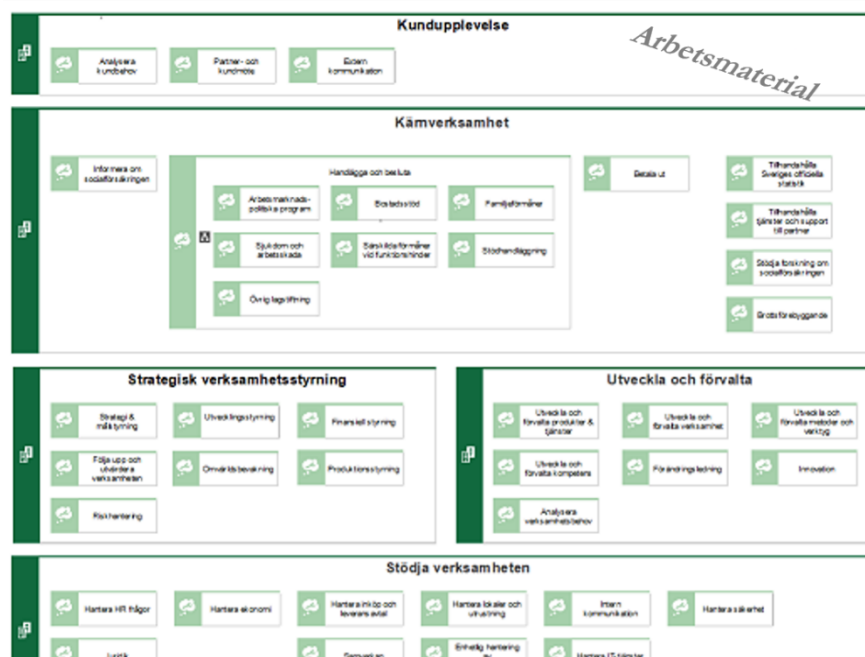 Kundupplevelse
Arbetsmaterial
Analysera
kundbehov
Partner- och
kundmöte
Extern
kommunikation
Kärnverksamhet
Informera om
socialförsäkringen
Handlägga och besluta
Arbetsmarknads-
politiska program
Bostadsstöd
Familjeförmåner
Sjukdom och
arbetsskada
Särskilda förmåner
vid funktionshinder
Stödhandläggning
Övrig lagstiftning
Betala ut
Tillhandahålla
Sveriges officiella
statistik
Tillhandahålla
tjänster och support
till partner
Stödja forskning om
socialförsäkringen
Brottsförebyggande
Strategisk verksamhetsstyrning
Strategi &
målstyrning
Utvecklingsstyrning
Finansiell styrning
Följa upp och
utvärdera
verksamheten
Omvärldsbevakning
Produktionsstyrning
Riskhantering
Utveckla och förvalta
Utveckla och
förvalta produkter &
tjänster
Utveckla och
förvalta verksamhet
Utveckla och
förvalta metoder och
verktyg
Utveckla och
förvalta kompetens
Förändringsledning
Innovation
Analysera
verksamhetsbehov
Stödja verksamheten
Hantera HR frågor
Hantera ekonomi
Hantera inköp och
leverans avtal
Hantera lokaler och
utrustning
Intern
kommunikation
Hantera säkerhet
Juridik
Samverkan
Enhetlig hantering
av
Hantera IT-tjänster